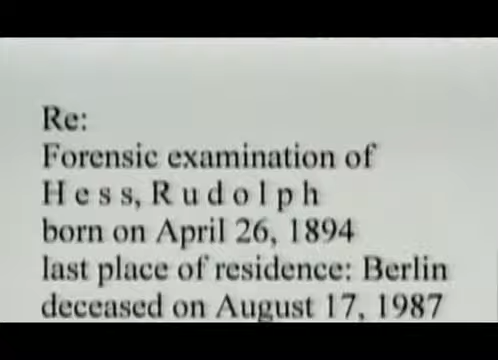 Re:
Forensic examination of
H e s s, R u d o l p h
born on April 26, 1894
last place of residence: Berlin
deceased on August 17, 1987